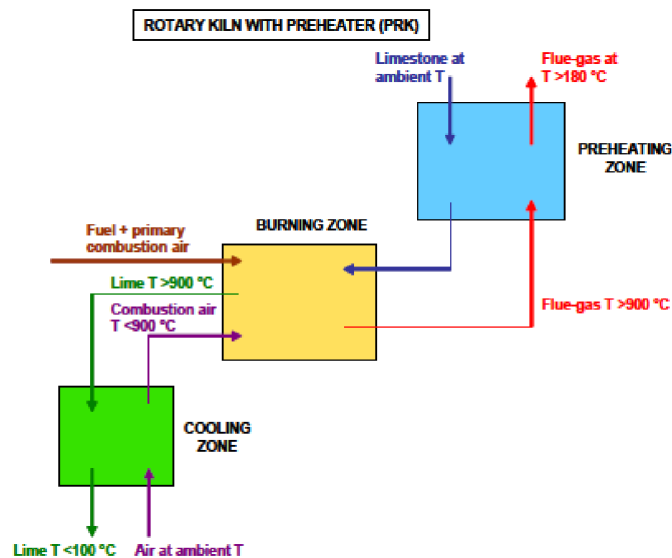 ROTARY KILN WITH PREHEATER (PRK)
Limestone at
ambient T
Flue-gas at
T >180 °C
PREHEATING
ZONE
BURNING ZONE
Fuel + primary
combustion air
Lime T >900 °C
Combustion air
T <900 °C
Flue-gas T >900 °C
COOLING
ZONE
Lime T <100 °C
Air at ambient T